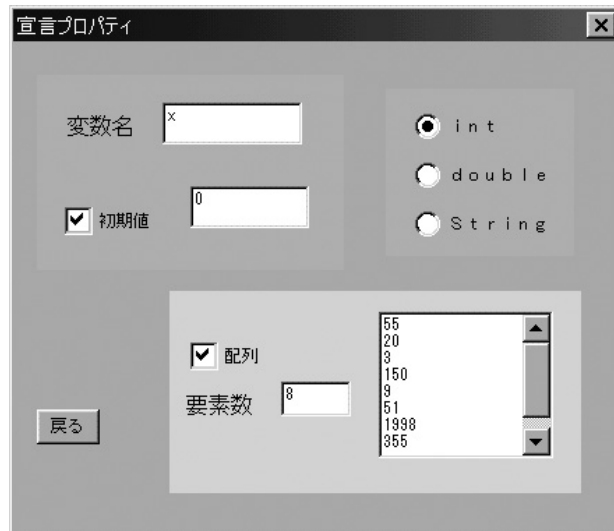 宣言プロパティ
変数名
x
初期値
0
int
double
String
配列
要素数
8
55
20
3
150
9
51
1998
355
戻る